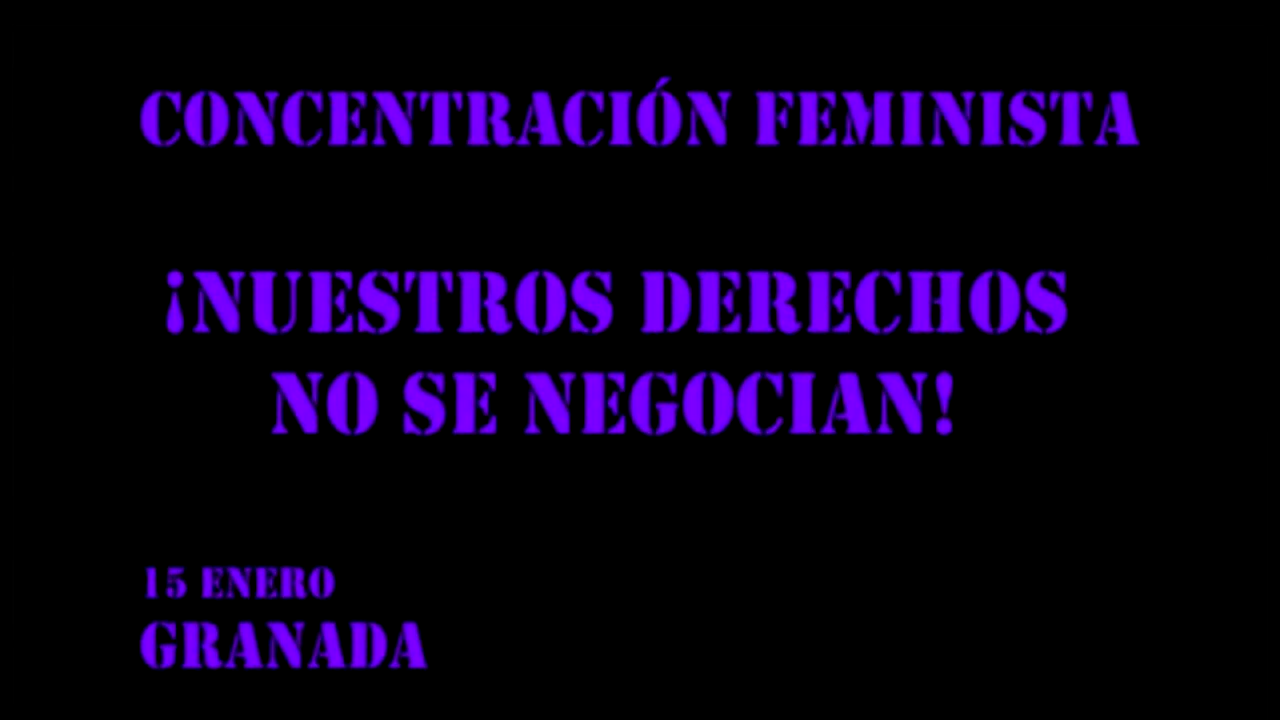 CONCENTRACIÓN FEMINISTA
¡NUESTROS DERECHOS
NO SE NEGOCIAN!
15 ENERO
GRANADA